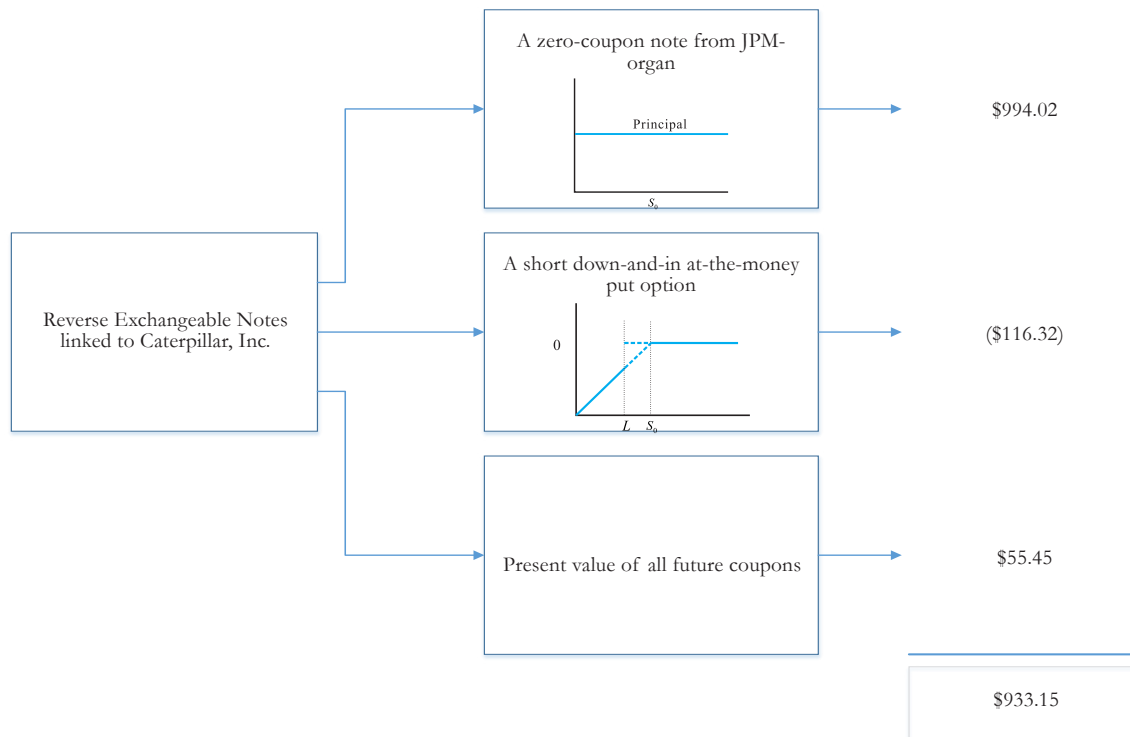 A zero-coupon note from JPM-
organ
Principal
S₀
$994.02
Reverse Exchangeable Notes
linked to Caterpillar, Inc.
A short down-and-in at-the-money
put option
0
L S₀
($116.32)
Present value of all future coupons
$55.45
$933.15